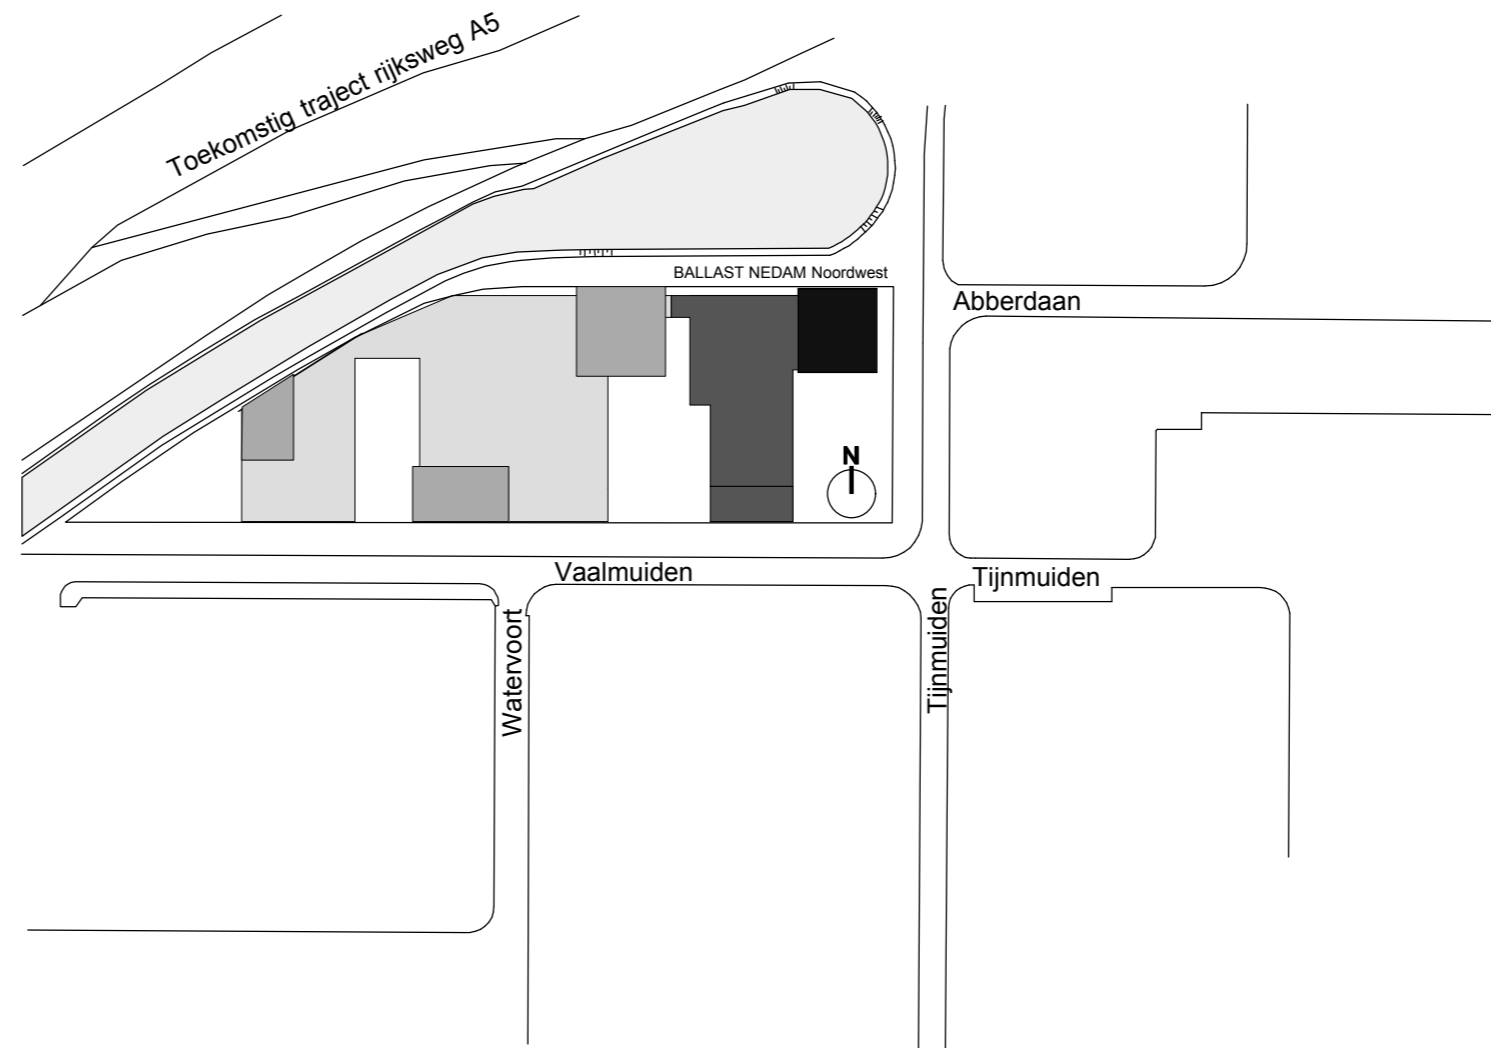 Toekomstig traject rijksweg A5
BALLAST NEDAM Noordwest
Abberdaan
N
Vaalmuiden
Tijnmuiden
Tijnmuiden
Watervoort